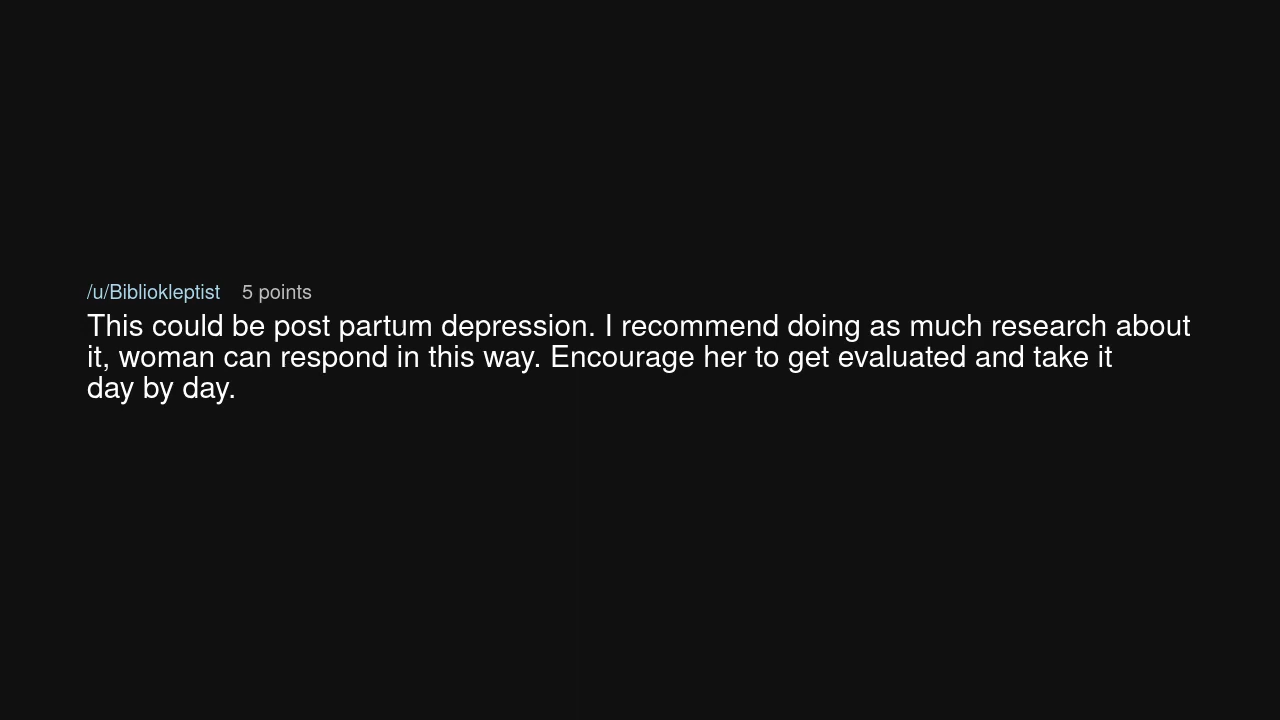 /u/Bibliokleptist 5 points
This could be post partum depression. I recommend doing as much research about
it, woman can respond in this way. Encourage her to get evaluated and take it
day by day.